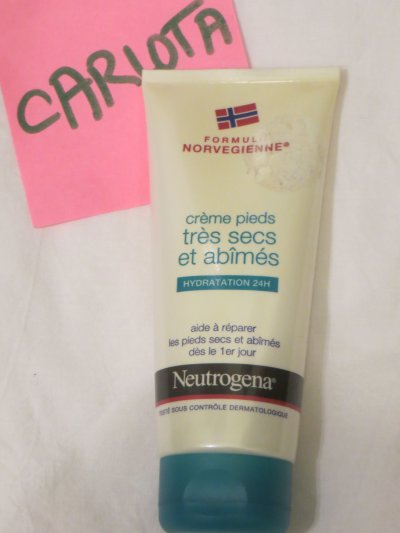 CARLOTA
FORMULE
NORVEGIENNE®
crème pieds
très secs
et abîmés
HYDRATATION 24H
aide à réparer
les pieds secs et abîmés
dès le 1er jour
Neutrogena®
TESTÉ SOUS CONTRÔLE DERMATOLOGIQUE